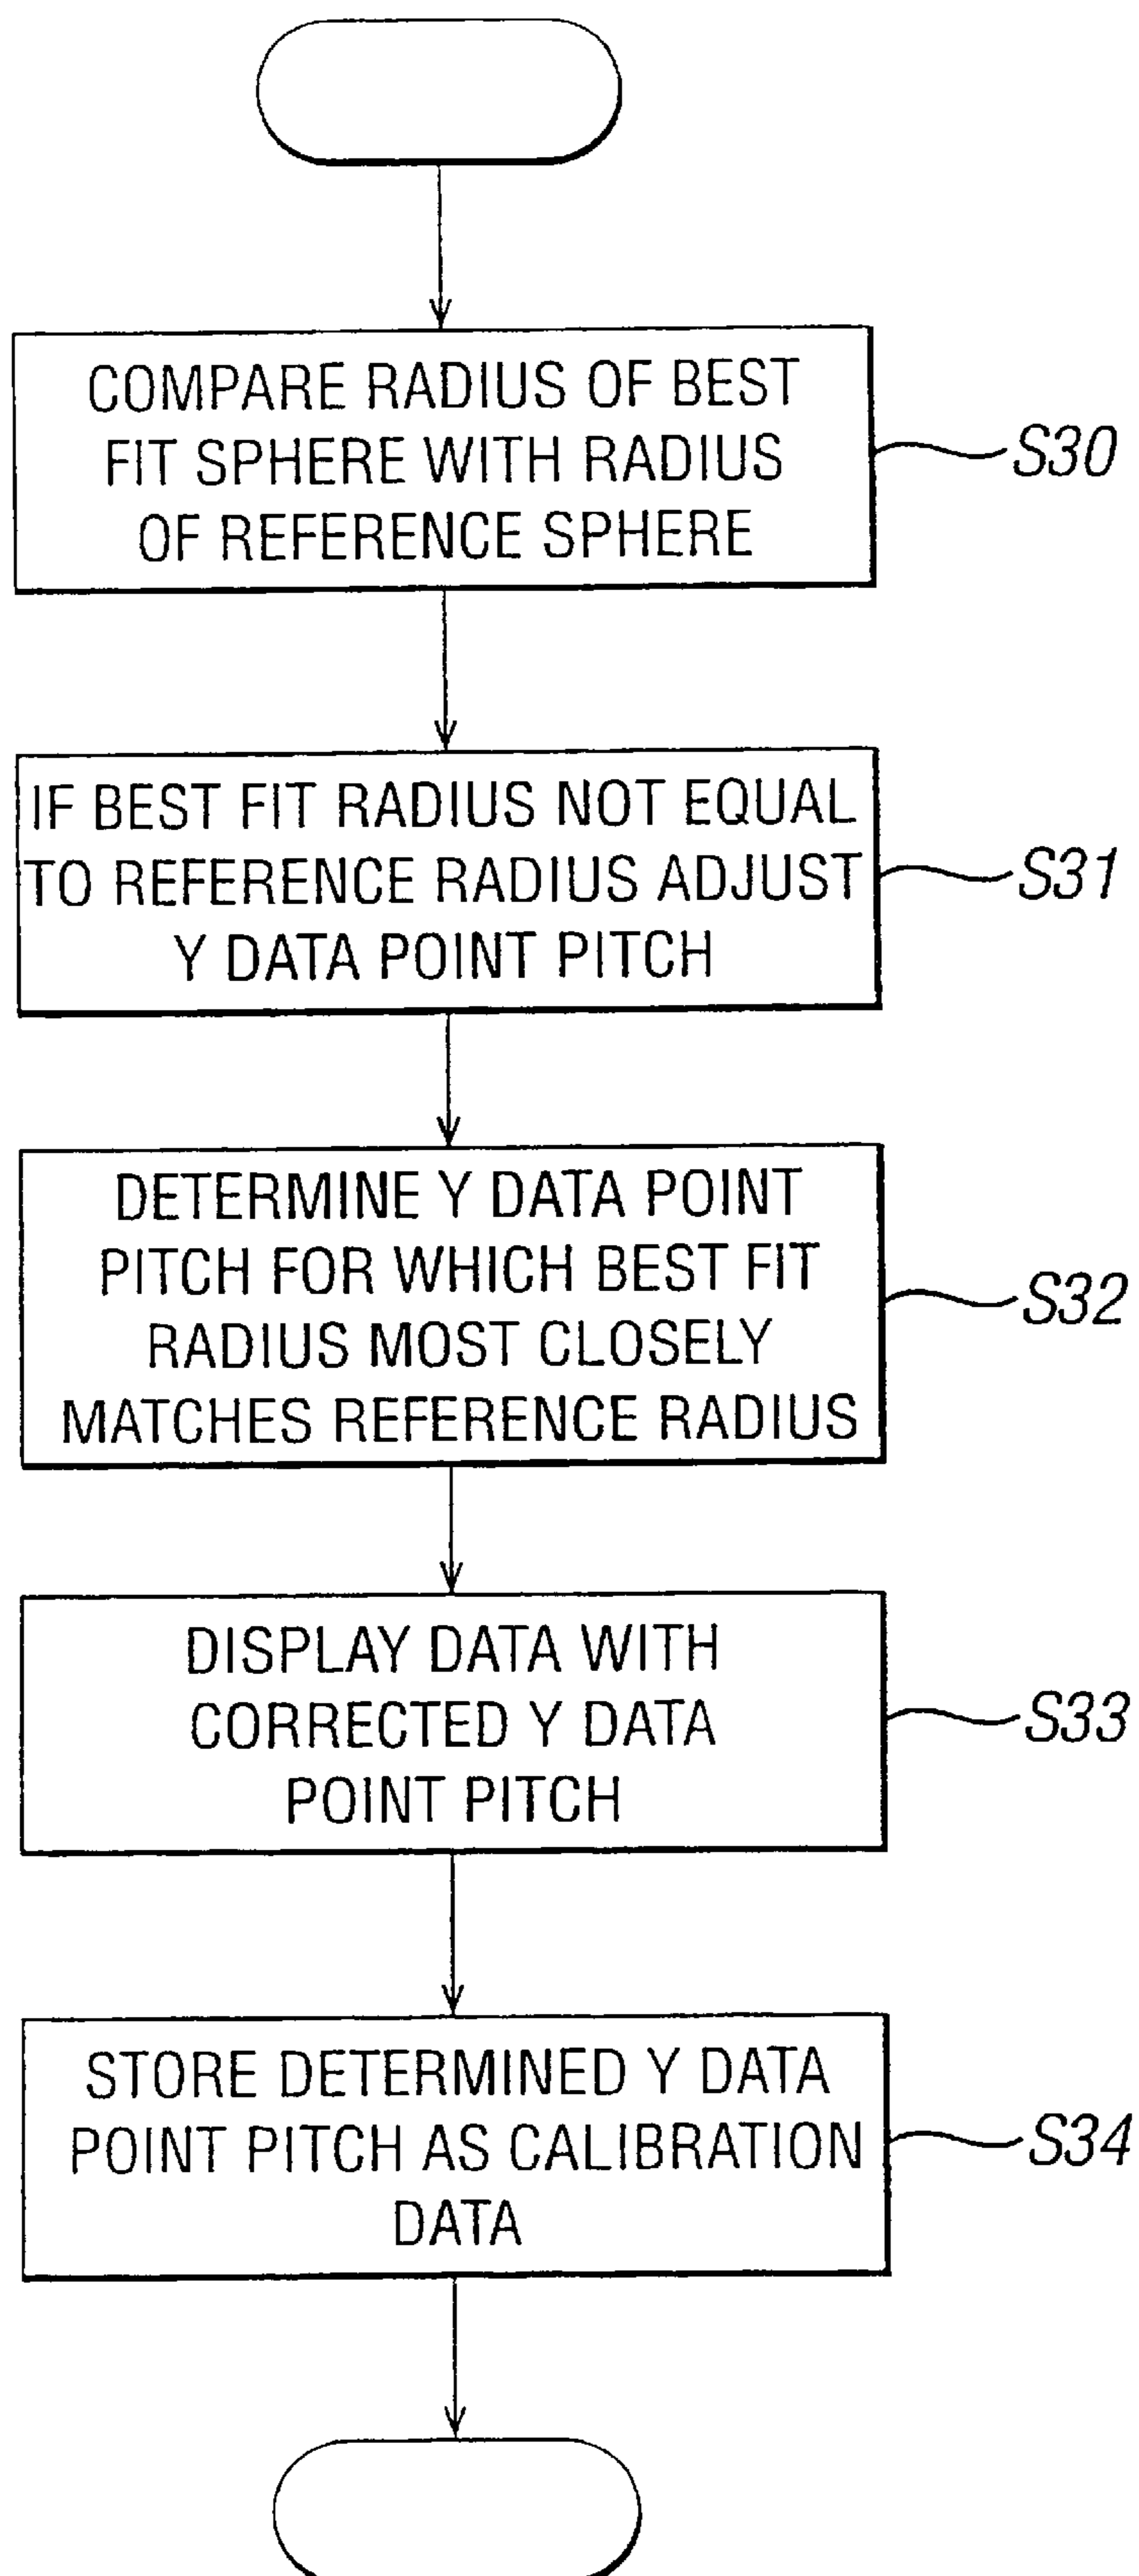 COMPARE RADIUS OF BEST
FIT SPHERE WITH RADIUS
OF REFERENCE SPHERE
S30
IF BEST FIT RADIUS NOT EQUAL
TO REFERENCE RADIUS ADJUST
Y DATA POINT PITCH
S31
DETERMINE Y DATA POINT
PITCH FOR WHICH BEST FIT
RADIUS MOST CLOSELY
MATCHES REFERENCE RADIUS
S32
DISPLAY DATA WITH
CORRECTED Y DATA
POINT PITCH
S33
STORE DETERMINED Y DATA
POINT PITCH AS CALIBRATION
DATA
S34